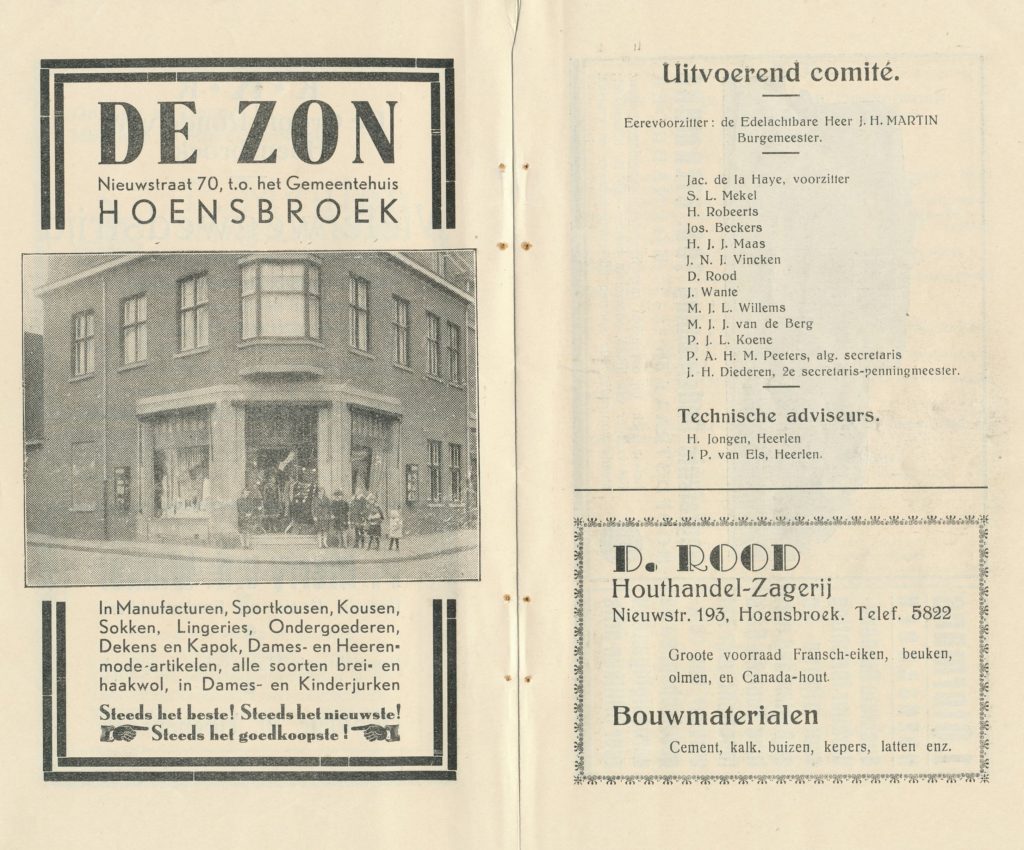 DE ZON
Nieuwstraat 70, t.o. het Gemeentehuis
HOENSBROEK
In Manufacturen, Sportkousen, Kousen,
Sokken, Lingeries, Ondergoederen,
Dekens en Kapok, Dames- en Heeren-
mode-artikelen, alle soorten brei- en
haakwol, in Dames- en Kinderjurken
Steeds het beste! Steeds het nieuwste!
Steeds het goedkoopste!
Uitvoerend comité.
Eerevöorzitter: de Edelachtbare Heer J. H. MARTIN
Burgemeester.
Jac. de la Haye, voorzitter
S. L. Mekel
H. Robeerts
Jos. Beckers
H. J. J. Maas
J. N. J. Vincken
D. Rood
J. Wante
M. J. L. Willems
M. J. J. van de Berg
P. J. L. Koene
P. A. H. M. Peeters, alg. secretaris
J. H. Diederen, 2e secretaris-penningmeester.
Technische adviseurs.
H. Jongen, Heerlen
J. P. van Els, Heerlen.
D. ROOD
Houthandel-Zagerij
Nieuwstr. 193, Hoensbroek. Telef. 5822
Groote voorraad Fransch-eiken, beuken,
olmen, en Canada-hout.
Bouwmaterialen
Cement, kalk. buizen, kepers, latten enz.